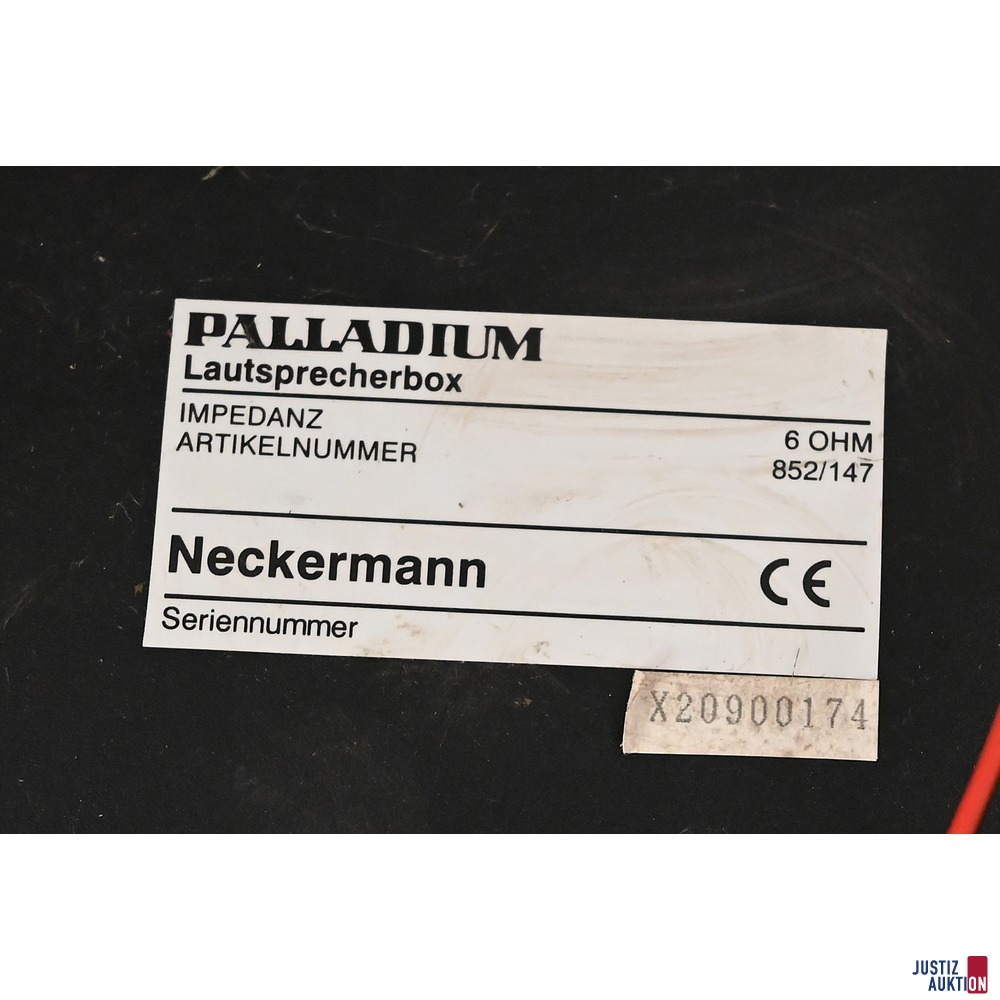 PALLADIUM
Lautsprecherbox
IMPEDANZ 6 OHM
ARTIKELNUMMER 852/147
Neckermann CE
Seriennummer
X20900174
JUSTIZ
AUKTION